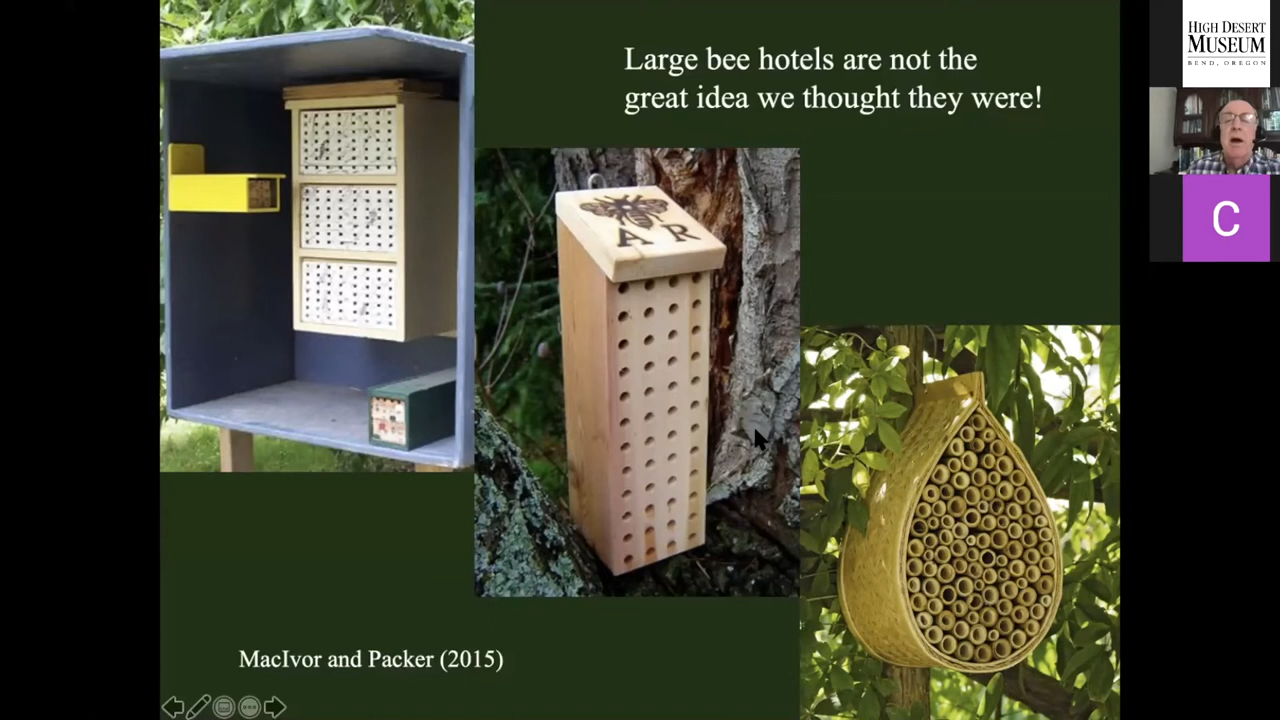 Large bee hotels are not the
great idea we thought they were!
A R
MacIvor and Packer (2015)
HIGH DESERT
MUSEUM
BEND, OREGON
C